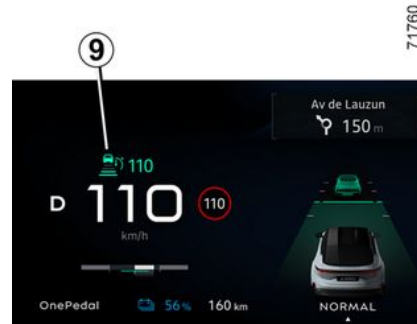 71760
9
Av de Lauzun
150 m
110
D 110 110
km/h
OnePedal 56 % 160 km NORMAL